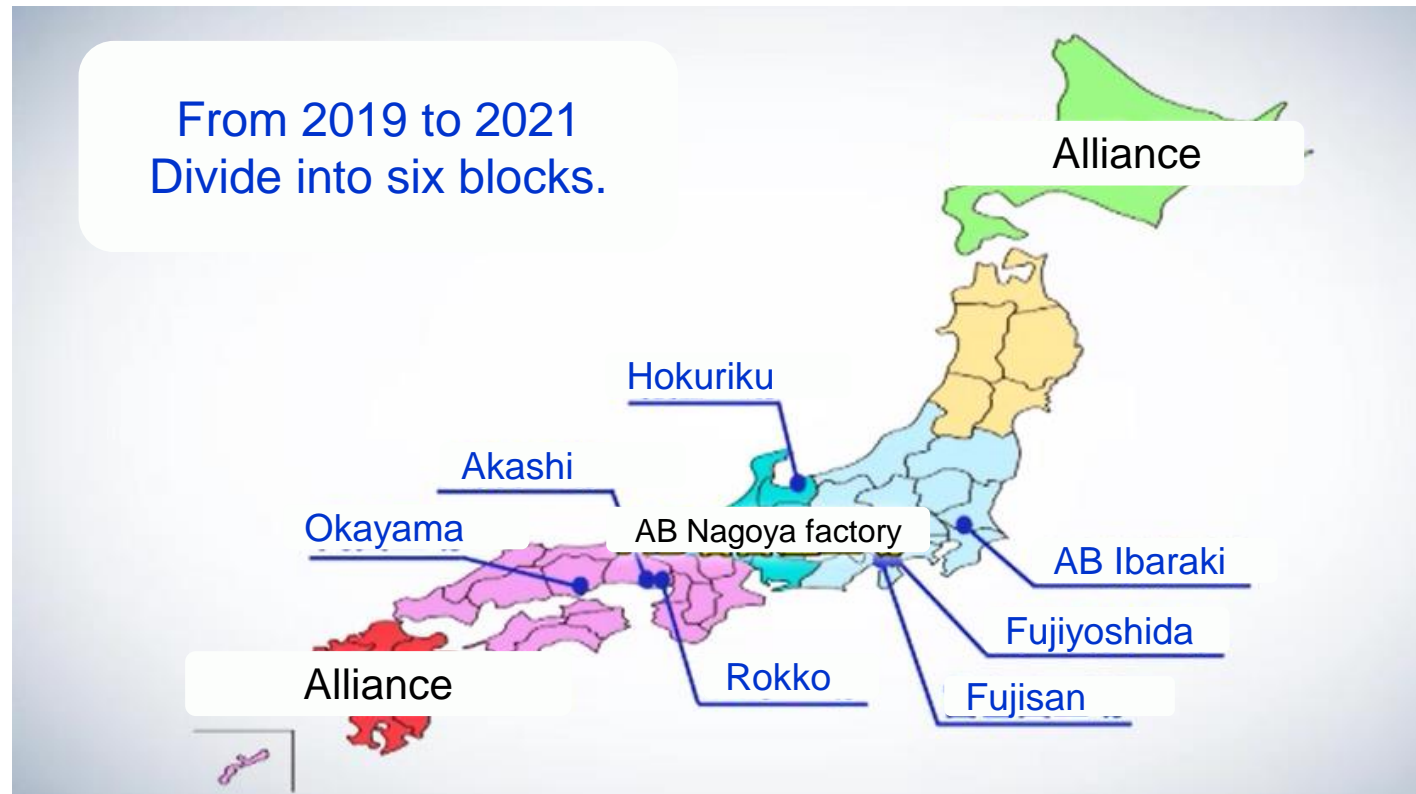 From 2019 to 2021
Divide into six blocks.
Alliance
Hokuriku
Akashi
Okayama
AB Nagoya factory
AB Ibaraki
Fujiyoshida
Rokko
Fujisan
Alliance